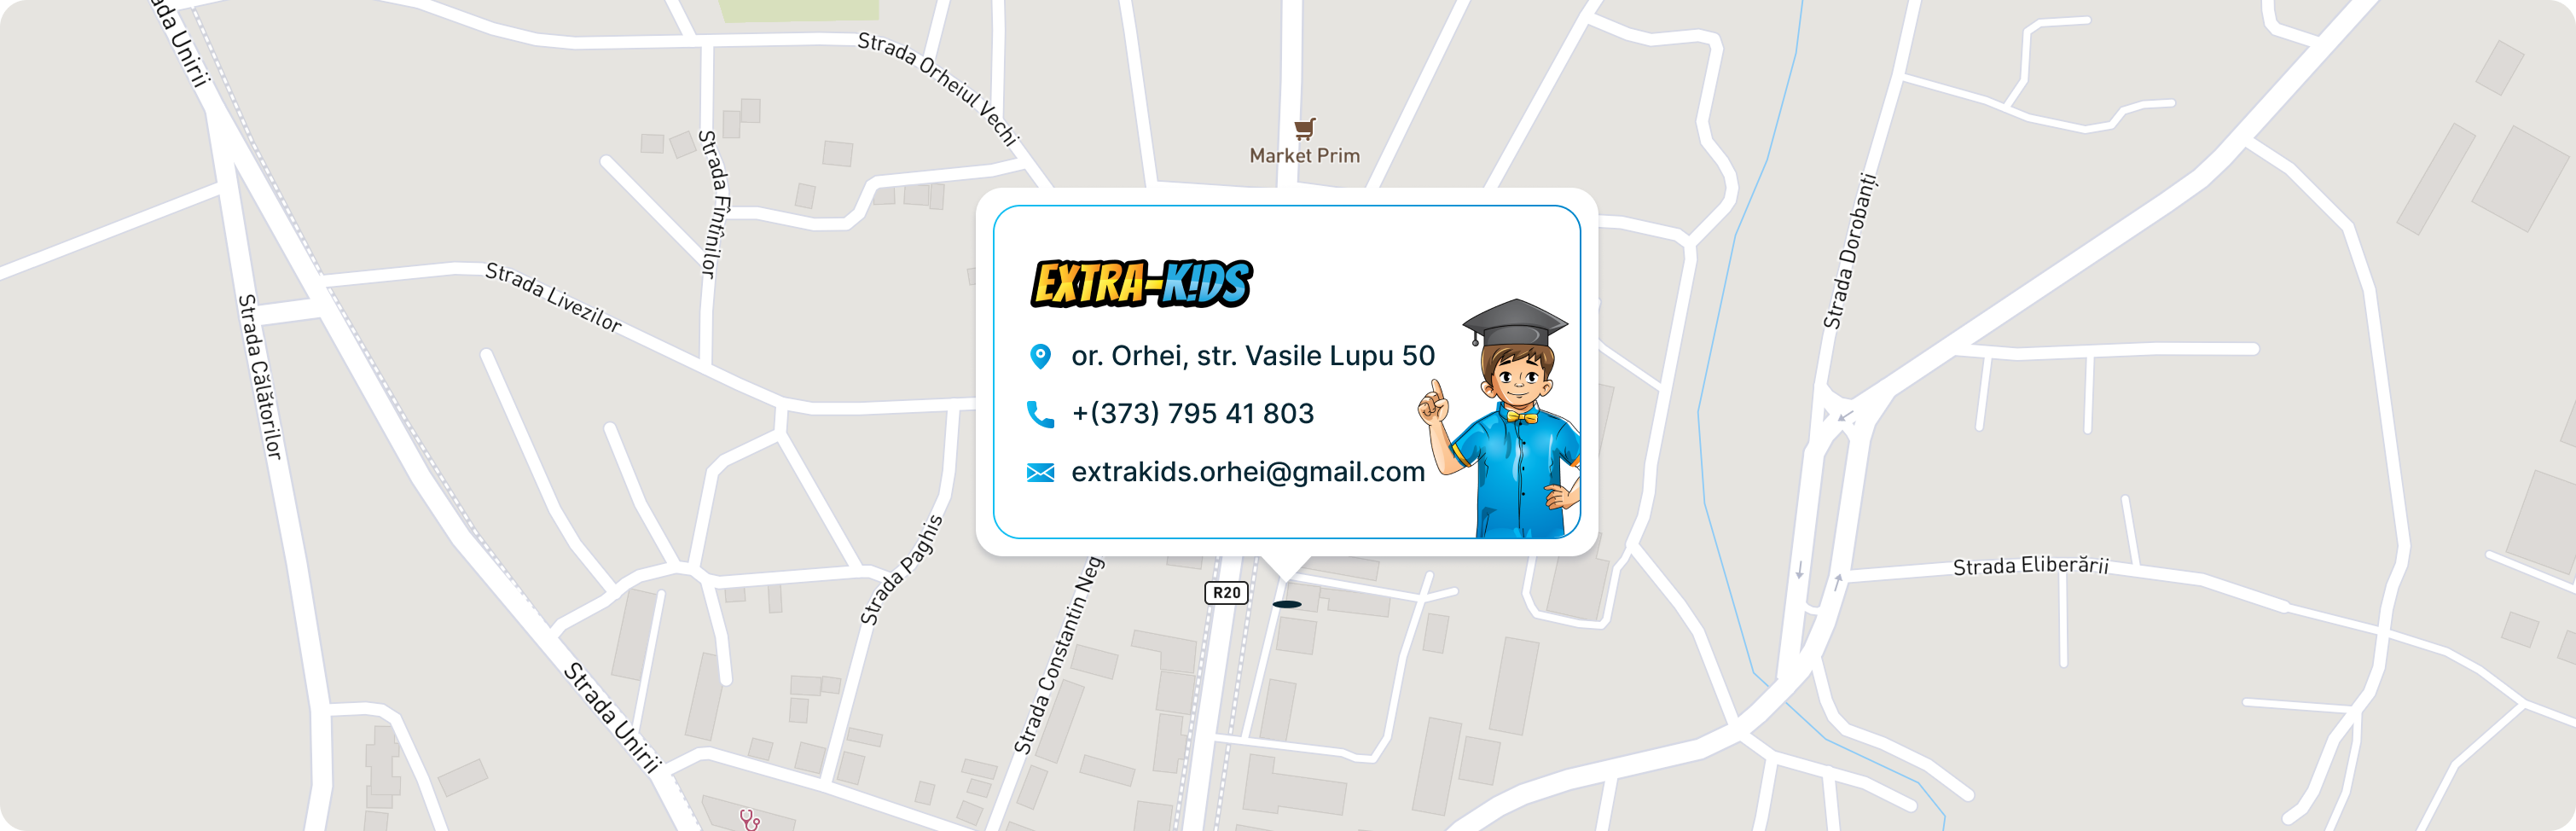 Strada Unirii
Strada Orheiul Vechi
Market Prim
Strada Fîntînilor
Strada Dorobanți
Strada Livezilor
Strada Călătorilor
EXTRA-KIDS
or. Orhei, str. Vasile Lupu 50
+(373) 795 41 803
extrakids.orhei@gmail.com
Strada Paghis
Strada Constantin Neg
R20
Strada Eliberării
Strada Unirii